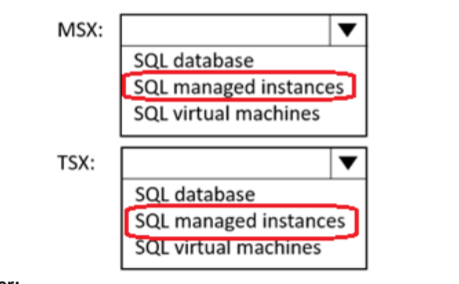 MSX:
SQL database
SQL managed instances
SQL virtual machines
TSX:
SQL database
SQL managed instances
SQL virtual machines